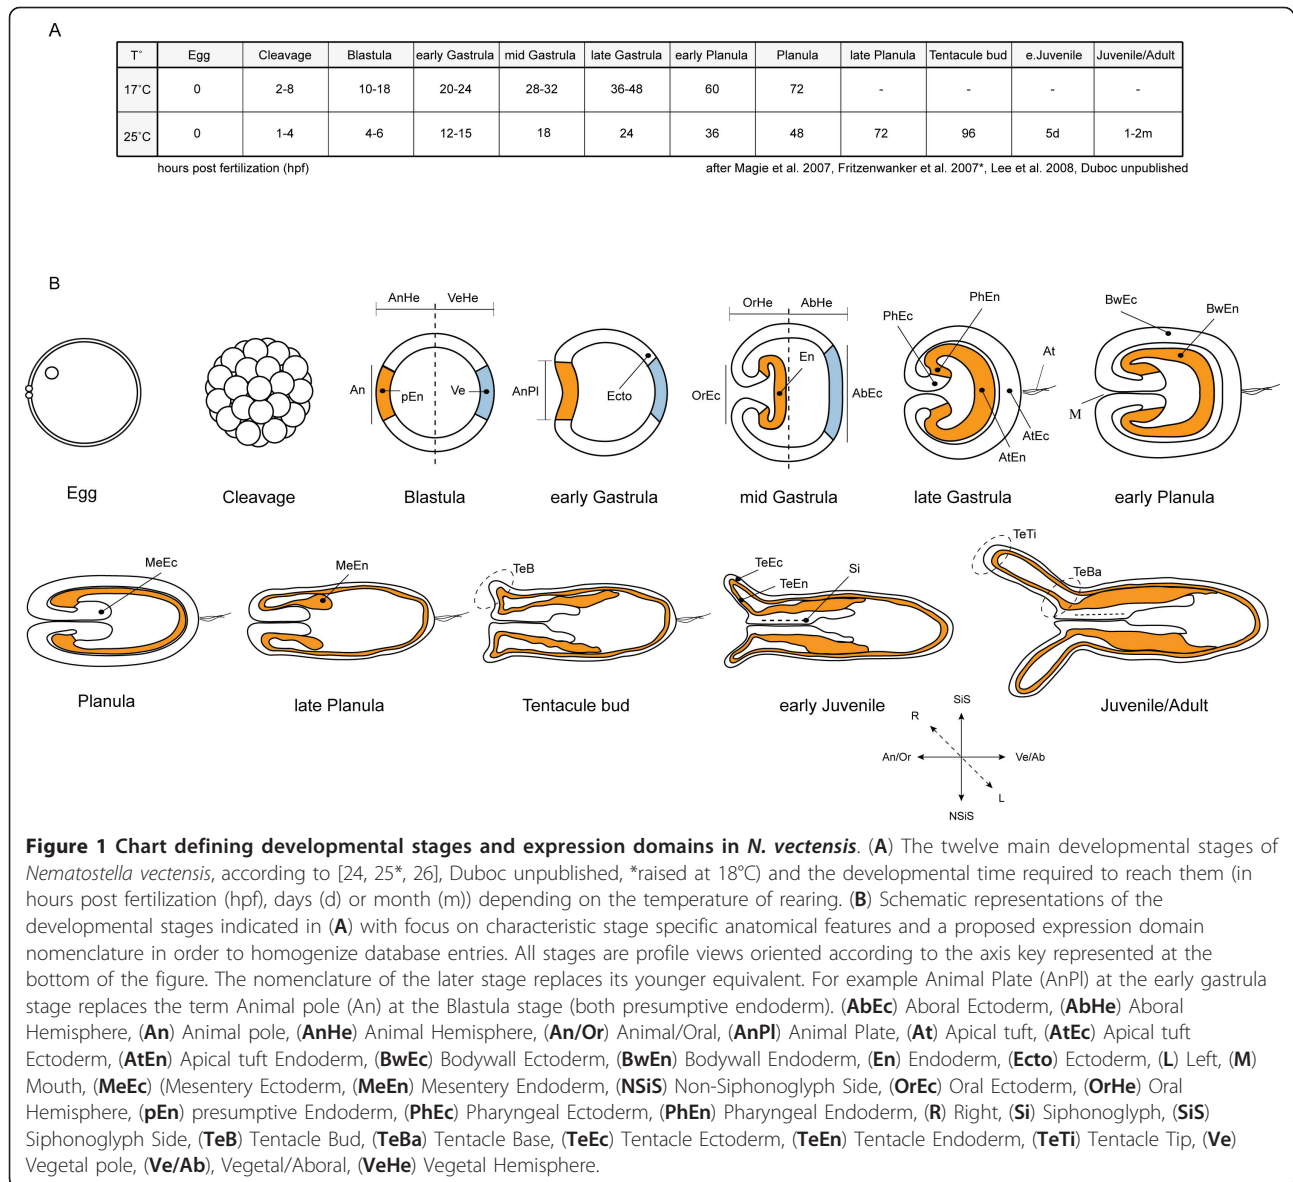 A
T° Egg Cleavage Blastula early Gastrula mid Gastrula late Gastrula early Planula Planula late Planula Tentacule bud e.Juvenile Juvenile/Adult
17°C 0 2-8 10-18 20-24 28-32 36-48 60 72 - - - -
25°C 0 1-4 4-6 12-15 18 24 36 48 72 96 5d 1-2m
hours post fertilization (hpf) after Magie et al. 2007, Fritzenwanker et al. 2007*, Lee et al. 2008, Duboc unpublished
B
AnHe VeHe
OrHe AbHe
PhEn
PhEc
BwEc
BwEn
At
An pEn Ve
AnPl Ecto
En
OrEc AbEc
M
AtEc
AtEn
Egg Cleavage Blastula early Gastrula mid Gastrula late Gastrula early Planula
MeEc MeEn TeB TeEc TeEn Si TeTi TeBa
Planula late Planula Tentacule bud early Juvenile Juvenile/Adult
SiS
R
An/Or Ve/Ab
L
NSiS
Figure 1 Chart defining developmental stages and expression domains in N. vectensis. (A) The twelve main developmental stages of
Nematostella vectensis, according to [24, 25*, 26], Duboc unpublished, *raised at 18°C) and the developmental time required to reach them (in
hours post fertilization (hpf), days (d) or month (m)) depending on the temperature of rearing. (B) Schematic representations of the
developmental stages indicated in (A) with focus on characteristic stage specific anatomical features and a proposed expression domain
nomenclature in order to homogenize database entries. All stages are profile views oriented according to the axis key represented at the
bottom of the figure. The nomenclature of the later stage replaces its younger equivalent. For example Animal Plate (AnPl) at the early gastrula
stage replaces the term Animal pole (An) at the Blastula stage (both presumptive endoderm). (AbEc) Aboral Ectoderm, (AbHe) Aboral
Hemisphere, (An) Animal pole, (AnHe) Animal Hemisphere, (An/Or) Animal/Oral, (AnPl) Animal Plate, (At) Apical tuft, (AtEc) Apical tuft
Ectoderm, (AtEn) Apical tuft Endoderm, (BwEc) Bodywall Ectoderm, (BwEn) Bodywall Endoderm, (En) Endoderm, (Ecto) Ectoderm, (L) Left, (M)
Mouth, (MeEc) (Mesentery Ectoderm, (MeEn) Mesentery Endoderm, (NSiS) Non-Siphonoglyph Side, (OrEc) Oral Ectoderm, (OrHe) Oral
Hemisphere, (pEn) presumptive Endoderm, (PhEc) Pharyngeal Ectoderm, (PhEn) Pharyngeal Endoderm, (R) Right, (Si) Siphonoglyph, (SiS)
Siphonoglyph Side, (TeB) Tentacle Bud, (TeBa) Tentacle Base, (TeEc) Tentacle Ectoderm, (TeEn) Tentacle Endoderm, (TeTi) Tentacle Tip, (Ve)
Vegetal pole, (Ve/Ab), Vegetal/Aboral, (VeHe) Vegetal Hemisphere.